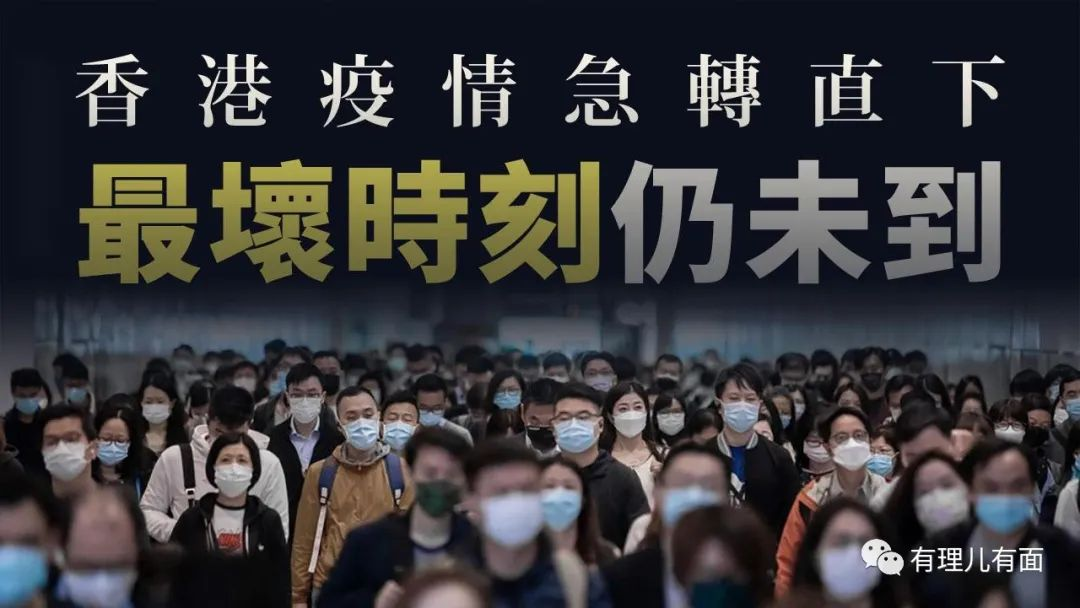 香港疫情急轉直下
最壞時刻仍未到
有理儿有面